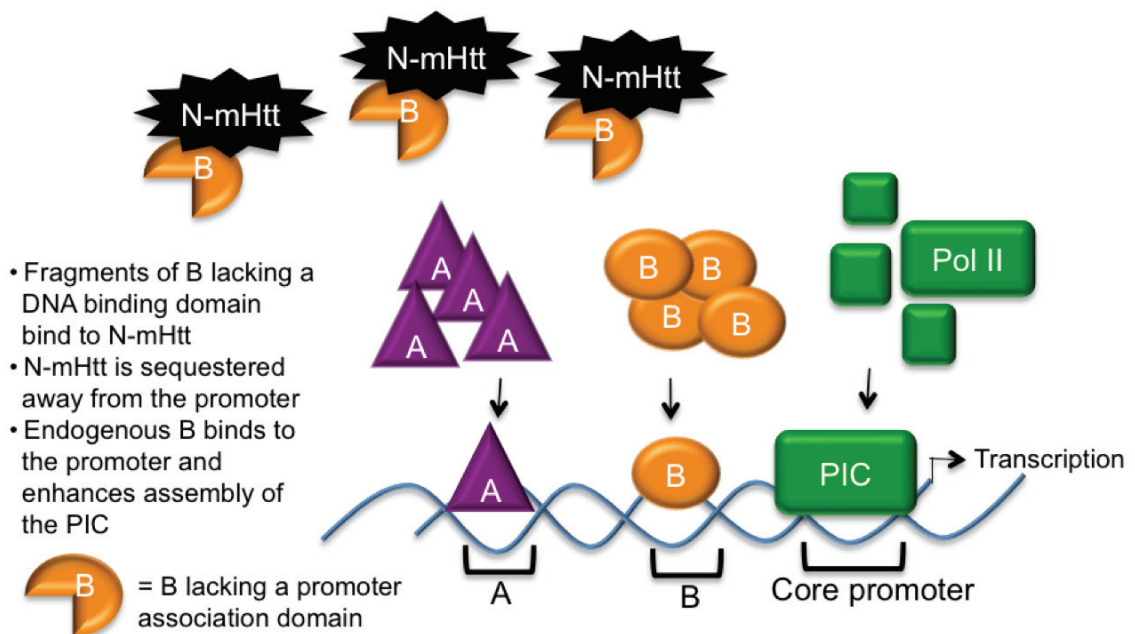 N-mHtt
N-mHtt
N-mHtt
B
B
B
• Fragments of B lacking a
DNA binding domain
bind to N-mHtt
• N-mHtt is sequestered
away from the promoter
• Endogenous B binds to
the promoter and
enhances assembly of
the PIC
B
= B lacking a promoter
association domain
A
A
A
A
B
B
B
B
Pol II
A
B
PIC
Transcription
A
B
Core promoter